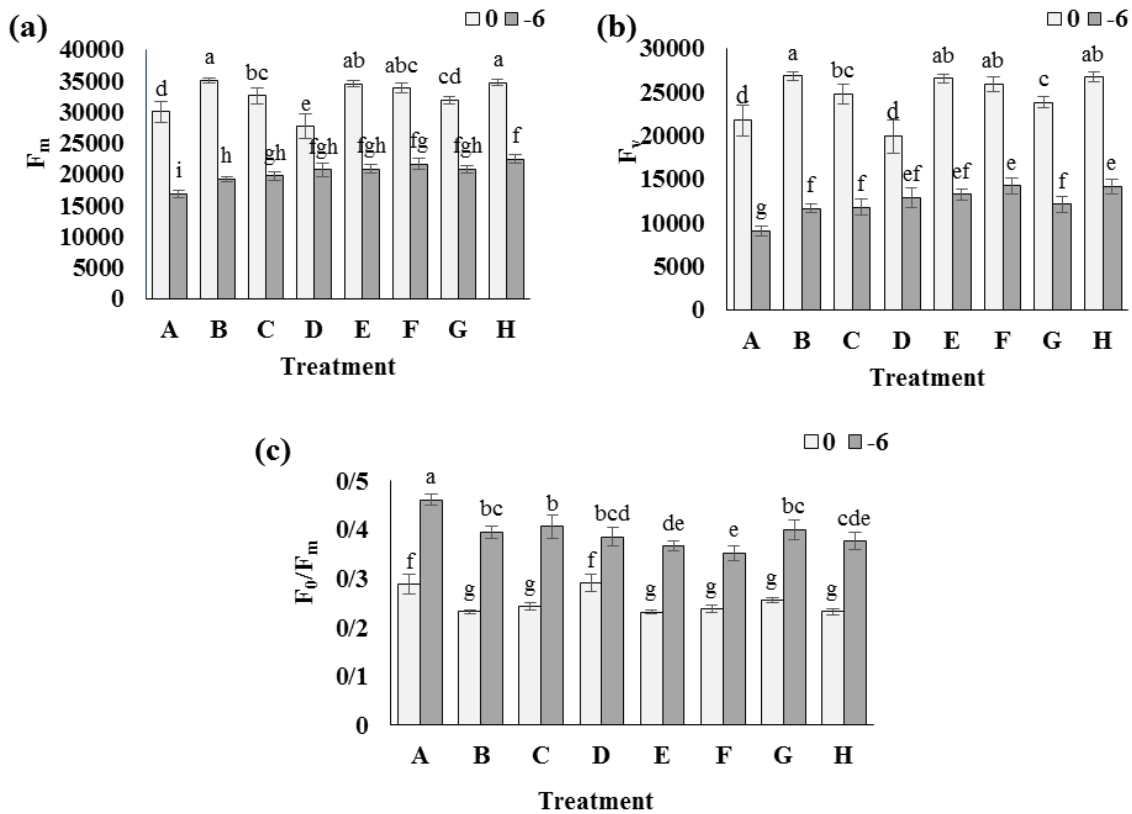 (a)
0 -6
40000
35000
30000
25000
20000
15000
10000
5000
0
Fm
d a bc e ab abc cd a
i h gh fgh fgh fg fgh f
A B C D E F G H
Treatment
(b)
0 -6
30000
25000
20000
15000
10000
5000
0
d a bc d ab ab c ab
g f f ef ef e f e
A B C D E F G H
Treatment
(c)
0 -6
0/5
0/4
0/3
0/2
0/1
0
F0/Fm
a bc b bcd de e bc cde
f g g f g g g g
A B C D E F G H
Treatment